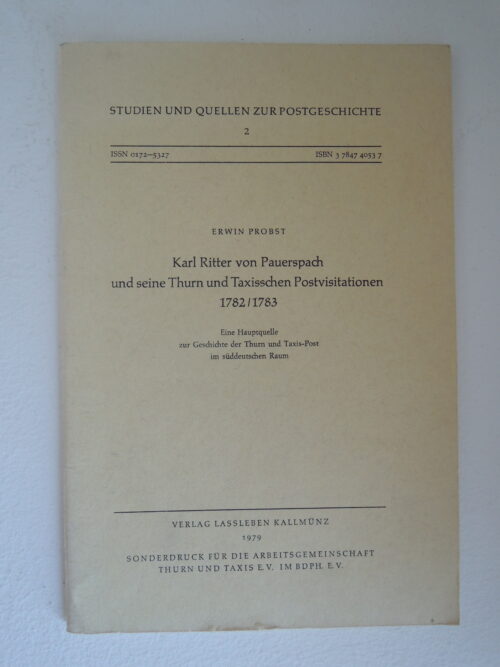 STUDIEN UND QUELLEN ZUR POSTGESCHICHTE
2
ISSN 0172–5327 ISBN 3 7847 4053 7
ERWIN PROBST
Karl Ritter von Pauerspach
und seine Thurn und Taxisschen Postvisitationen
1782/1783
Eine Hauptquelle
zur Geschichte der Thurn und Taxis-Post
im süddeutschen Raum
VERLAG LASSLEBEN KALLMÜNZ
1979
SONDERDRUCK FÜR DIE ARBEITSGEMEINSCHAFT
THURN UND TAXIS E.V. IM BDPH. E.V.